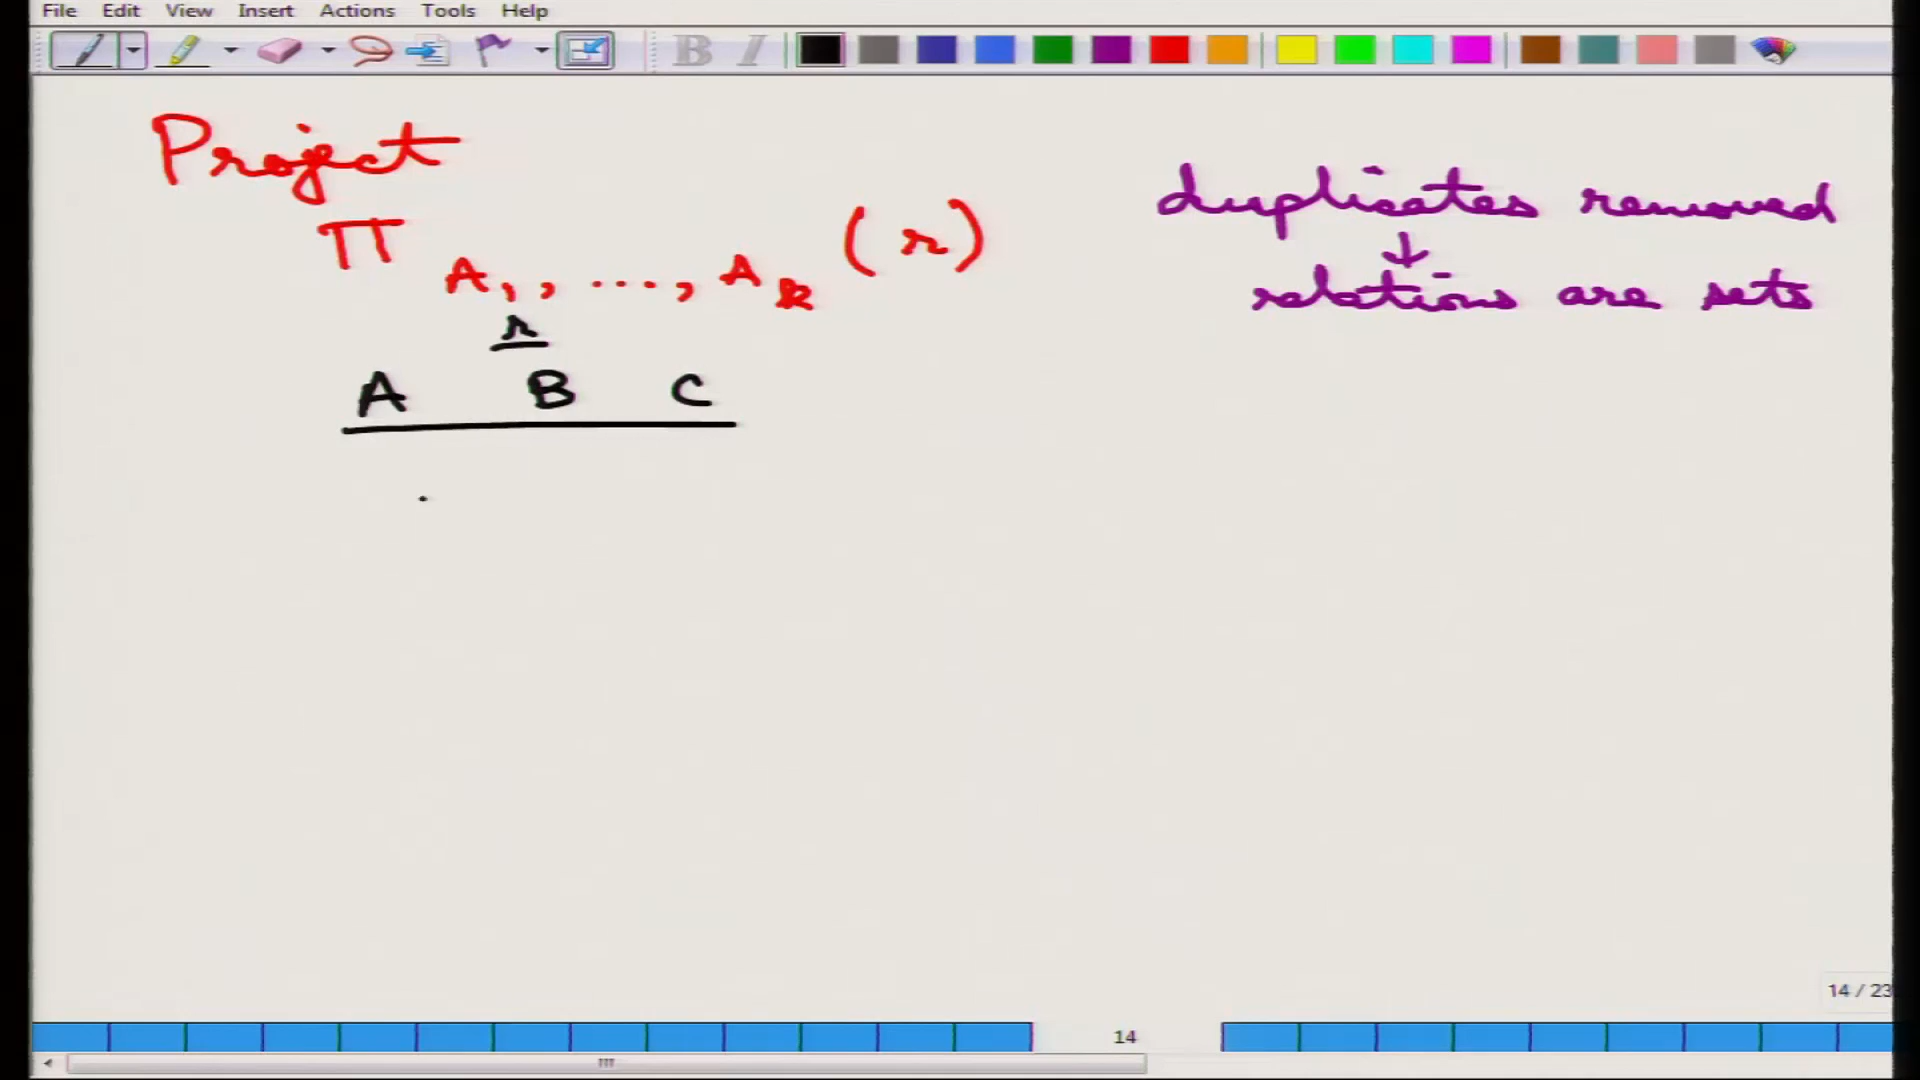 File Edit View Insert Actions Tools Help
B I
Project
Π A₁, ..., Aₖ (r)
duplicates removed
↓
relations are sets
r
A B C
14 / 23
14